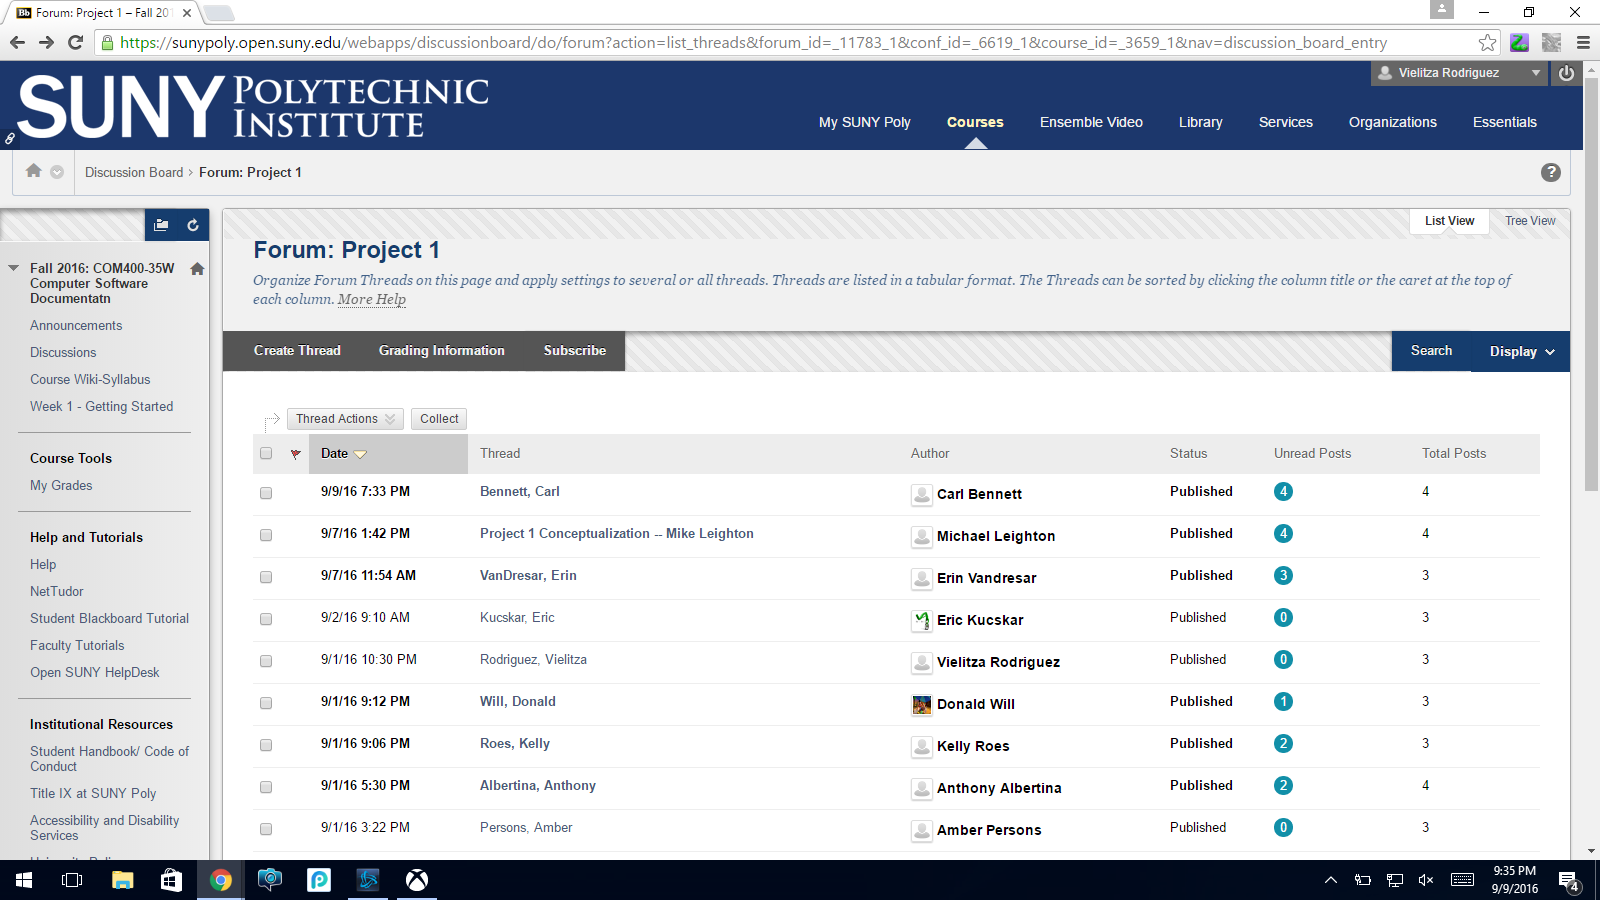 Forum: Project 1 – Fall 201
https://sunypoly.open.suny.edu/webapps/discussionboard/do/forum?action=list_threads&forum_id=_11783_1&conf_id=_6619_1&course_id=_3659_1&nav=discussion_board_entry
Vielitza Rodriguez
SUNY POLYTECHNIC INSTITUTE
My SUNY Poly Courses Ensemble Video Library Services Organizations Essentials
Discussion Board > Forum: Project 1
?
List View Tree View
Fall 2016: COM400-35W
Computer Software
Documentatn
Announcements
Discussions
Course Wiki-Syllabus
Week 1 - Getting Started
Course Tools
My Grades
Help and Tutorials
Help
NetTudor
Student Blackboard Tutorial
Faculty Tutorials
Open SUNY HelpDesk
Institutional Resources
Student Handbook/ Code of
Conduct
Title IX at SUNY Poly
Accessibility and Disability
Services
Forum: Project 1
Organize Forum Threads on this page and apply settings to several or all threads. Threads are listed in a tabular format. The Threads can be sorted by clicking the column title or the caret at the top of
each column. More Help
Create Thread Grading Information Subscribe Search Display
Thread Actions Collect
Date Thread Author Status Unread Posts Total Posts
9/9/16 7:33 PM Bennett, Carl Carl Bennett Published 4 4
9/7/16 1:42 PM Project 1 Conceptualization -- Mike Leighton Michael Leighton Published 4 4
9/7/16 11:54 AM VanDresar, Erin Erin Vandresar Published 3 3
9/2/16 9:10 AM Kucskar, Eric Eric Kucskar Published 0 3
9/1/16 10:30 PM Rodriguez, Vielitza Vielitza Rodriguez Published 0 3
9/1/16 9:12 PM Will, Donald Donald Will Published 1 3
9/1/16 9:06 PM Roes, Kelly Kelly Roes Published 2 3
9/1/16 5:30 PM Albertina, Anthony Anthony Albertina Published 2 4
9/1/16 3:22 PM Persons, Amber Amber Persons Published 0 3
9:35 PM
9/9/2016
4